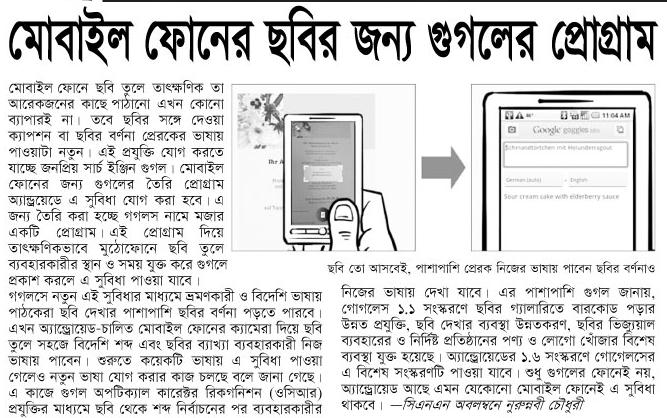 মোবাইল ফোনের ছবির জন্য গুগলের প্রোগ্রাম
মোবাইল ফোনে ছবি তুলে তাৎক্ষণিক তা
আরেকজনের কাছে পাঠানো এখন কোনো
ব্যাপারই না। তবে ছবির সঙ্গে দেওয়া
ক্যাপশন বা ছবির বর্ণনা প্রেরকের ভাষায়
পাওয়াটা নতুন। এই প্রযুক্তি যোগ করতে
যাচ্ছে জনপ্রিয় সার্চ ইঞ্জিন গুগল। মোবাইল
ফোনের জন্য গুগলের তৈরি প্রোগ্রাম
অ্যান্ড্রয়েডে এ সুবিধা যোগ করা হবে। এ
জন্য তৈরি করা হচ্ছে গগলস নামে মজার
একটি প্রোগ্রাম। এই প্রোগ্রাম দিয়ে
তাৎক্ষণিকভাবে মুঠোফোনে ছবি তুলে
ব্যবহারকারীর স্থান ও সময় যুক্ত করে গুগলে
প্রকাশ করলে এ সুবিধা পাওয়া যাবে।
গগলসে নতুন এই সুবিধার মাধ্যমে ভ্রমণকারী ও বিদেশি ভাষায়
পাঠকেরা ছবি দেখার পাশাপাশি ছবির বর্ণনা পড়তে পারবে।
এখন অ্যান্ড্রোয়েড-চালিত মোবাইল ফোনের ক্যামেরা দিয়ে ছবি
তুলে সহজে বিদেশি শব্দ এবং ছবির ব্যাখ্যা ব্যবহারকারী নিজ
ভাষায় পাবেন। শুরুতে কয়েকটি ভাষায় এ সুবিধা পাওয়া
গেলেও নতুন ভাষা যোগ করার কাজ চলছে বলে জানা গেছে।
এ কাজে গুগল অপটিক্যাল কারেক্টর রিকগনিশন (ওসিআর)
প্রযুক্তির মাধ্যমে ছবি থেকে শব্দ নির্বাচনের পর ব্যবহারকারীর
Ihr A
11:04 AM
Google goggles labs
Schmandtörtchen mit Holunderragout
German (auto)
English
Sour cream cake with elderberry sauce
ছবি তো আসবেই, পাশাপাশি প্রেরক নিজের ভাষায় পাবেন ছবির বর্ণনাও
নিজের ভাষায় দেখা যাবে। এর পাশাপাশি গুগল জানায়,
গোগলেস ১.১ সংস্করণে ছবির গ্যালারিতে বারকোড পড়ার
উন্নত প্রযুক্তি, ছবি দেখার ব্যবস্থা উন্নতকরণ, ছবির ভিজ্যুয়াল
ব্যবহারের ও নির্দিষ্ট প্রতিষ্ঠানের পণ্য ও লোগো খোঁজার বিশেষ
ব্যবস্থা যুক্ত হয়েছে। অ্যান্ড্রোয়েডের ১.৬ সংস্করণে গোগেলসের
এ বিশেষ সংস্করণটি পাওয়া যাবে। শুধু গুগলের ফোনেই নয়,
অ্যান্ড্রোয়েড আছে এমন যেকোনো মোবাইল ফোনেই এ সুবিধা
থাকবে। —সিএনএন অবলম্বনে নুরুন্নবী চৌধুরী